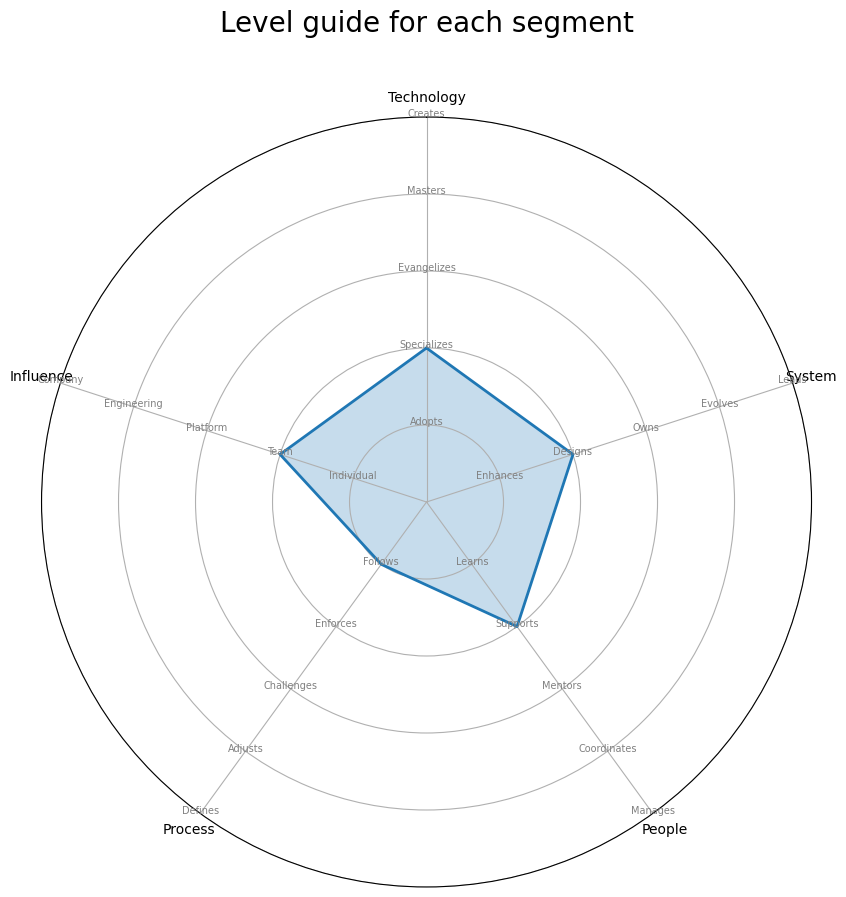 Level guide for each segment
Technology
Creates
Masters
Evangelizes
Specializes
Adopts
Influence
Company
Engineering
Platform
Team
Individual
System
Leads
Evolves
Owns
Designs
Enhances
Follows
Enforces
Challenges
Adjusts
Defines
Process
Learns
Supports
Mentors
Coordinates
Manages
People